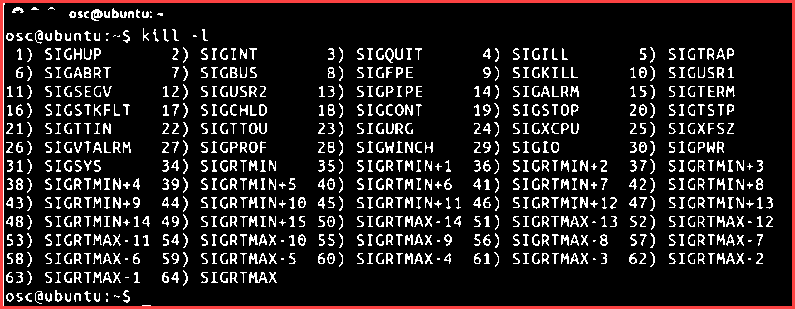 osc@ubuntu: ~
osc@ubuntu:~$ kill -l
1) SIGHUP 2) SIGINT 3) SIGQUIT 4) SIGILL 5) SIGTRAP
6) SIGABRT 7) SIGBUS 8) SIGFPE 9) SIGKILL 10) SIGUSR1
11) SIGSEGV 12) SIGUSR2 13) SIGPIPE 14) SIGALRM 15) SIGTERM
16) SIGSTKFLT 17) SIGCHLD 18) SIGCONT 19) SIGSTOP 20) SIGTSTP
21) SIGTTIN 22) SIGTTOU 23) SIGURG 24) SIGXCPU 25) SIGXFSZ
26) SIGVTALRM 27) SIGPROF 28) SIGWINCH 29) SIGIO 30) SIGPWR
31) SIGSYS 34) SIGRTMIN 35) SIGRTMIN+1 36) SIGRTMIN+2 37) SIGRTMIN+3
38) SIGRTMIN+4 39) SIGRTMIN+5 40) SIGRTMIN+6 41) SIGRTMIN+7 42) SIGRTMIN+8
43) SIGRTMIN+9 44) SIGRTMIN+10 45) SIGRTMIN+11 46) SIGRTMIN+12 47) SIGRTMIN+13
48) SIGRTMIN+14 49) SIGRTMIN+15 50) SIGRTMAX-14 51) SIGRTMAX-13 52) SIGRTMAX-12
53) SIGRTMAX-11 54) SIGRTMAX-10 55) SIGRTMAX-9 56) SIGRTMAX-8 57) SIGRTMAX-7
58) SIGRTMAX-6 59) SIGRTMAX-5 60) SIGRTMAX-4 61) SIGRTMAX-3 62) SIGRTMAX-2
63) SIGRTMAX-1 64) SIGRTMAX
osc@ubuntu:~$ _